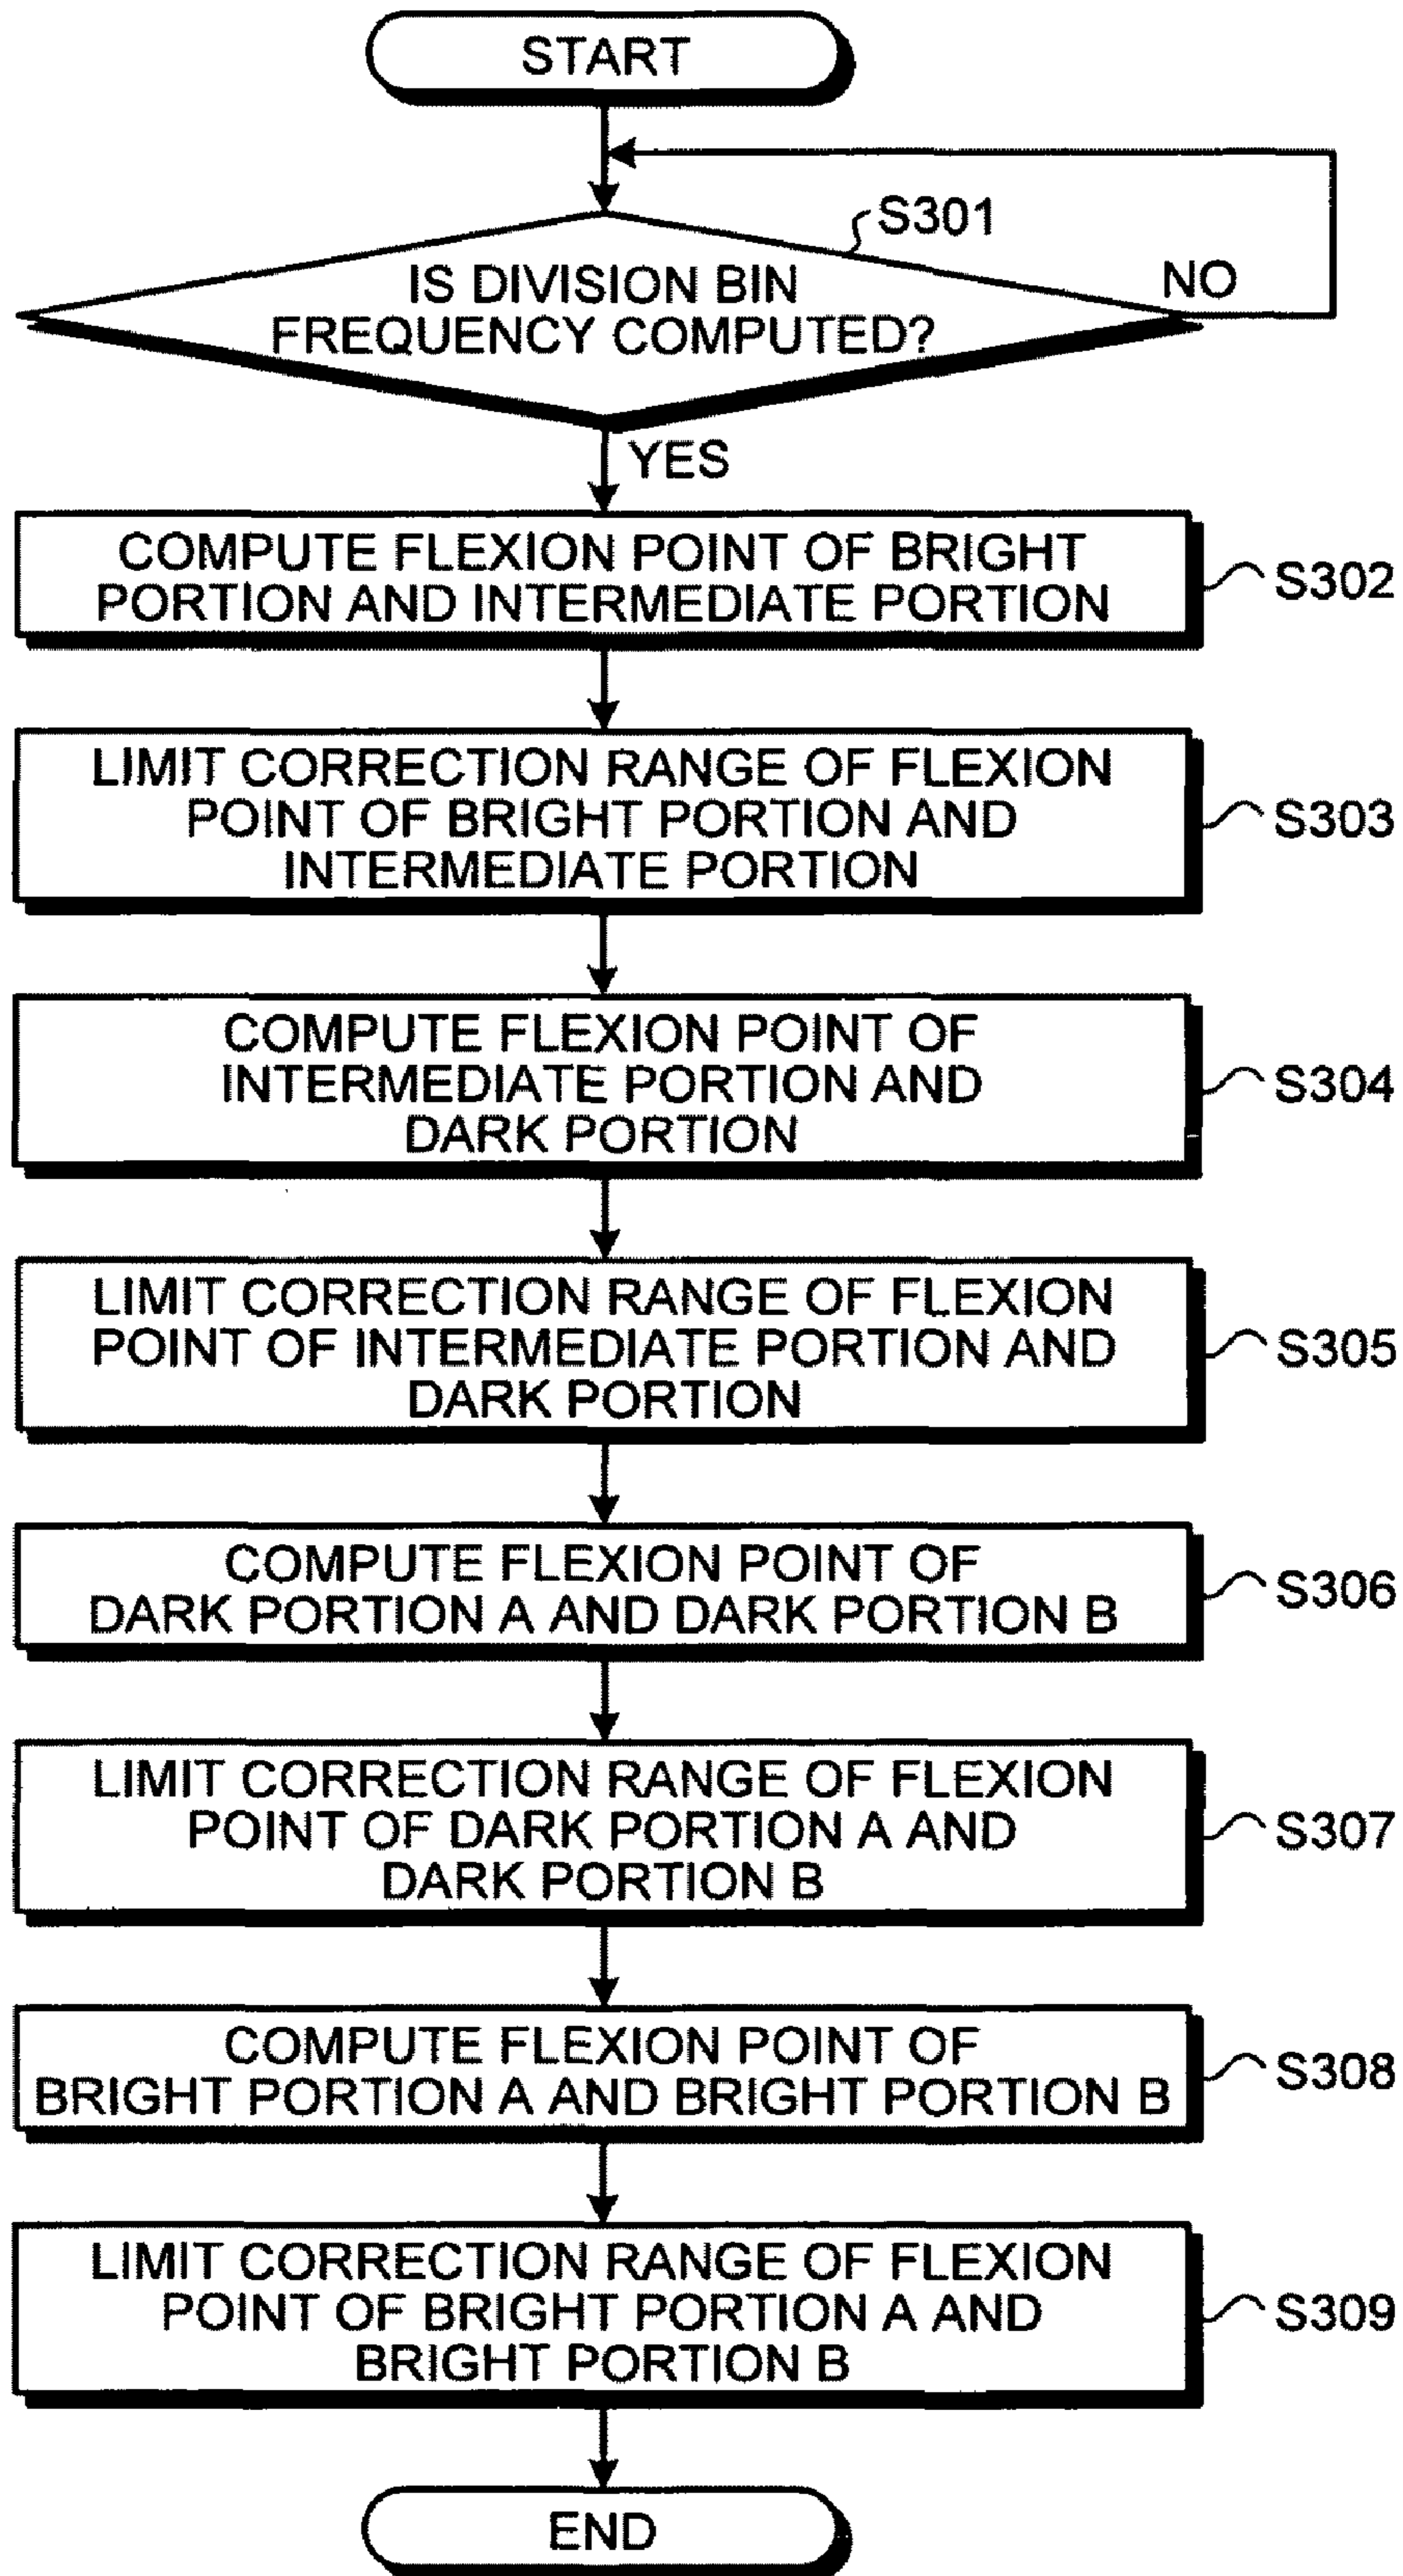 START
S301
IS DIVISION BIN
FREQUENCY COMPUTED?
NO
YES
COMPUTE FLEXION POINT OF BRIGHT
PORTION AND INTERMEDIATE PORTION
S302
LIMIT CORRECTION RANGE OF FLEXION
POINT OF BRIGHT PORTION AND
INTERMEDIATE PORTION
S303
COMPUTE FLEXION POINT OF
INTERMEDIATE PORTION AND
DARK PORTION
S304
LIMIT CORRECTION RANGE OF FLEXION
POINT OF INTERMEDIATE PORTION AND
DARK PORTION
S305
COMPUTE FLEXION POINT OF
DARK PORTION A AND DARK PORTION B
S306
LIMIT CORRECTION RANGE OF FLEXION
POINT OF DARK PORTION A AND
DARK PORTION B
S307
COMPUTE FLEXION POINT OF
BRIGHT PORTION A AND BRIGHT PORTION B
S308
LIMIT CORRECTION RANGE OF FLEXION
POINT OF BRIGHT PORTION A AND
BRIGHT PORTION B
S309
END